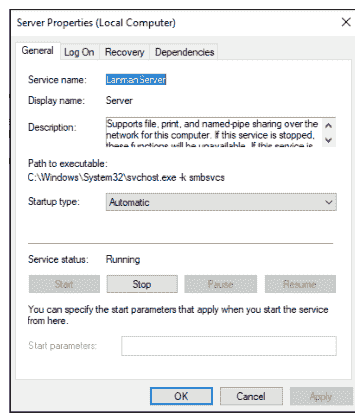 Server Properties (Local Computer)
General Log On Recovery Dependencies
Service name: LanmanServer
Display name: Server
Description: Supports file, print, and named-pipe sharing over the
network for this computer. If this service is stopped,
these functions will be unavailable. If this service is
Path to executable:
C:\Windows\System32\svchost.exe -k smbsvcs
Startup type: Automatic
Service status: Running
Start Stop Pause Resume
You can specify the start parameters that apply when you start the service
from here.
Start parameters:
OK Cancel Apply